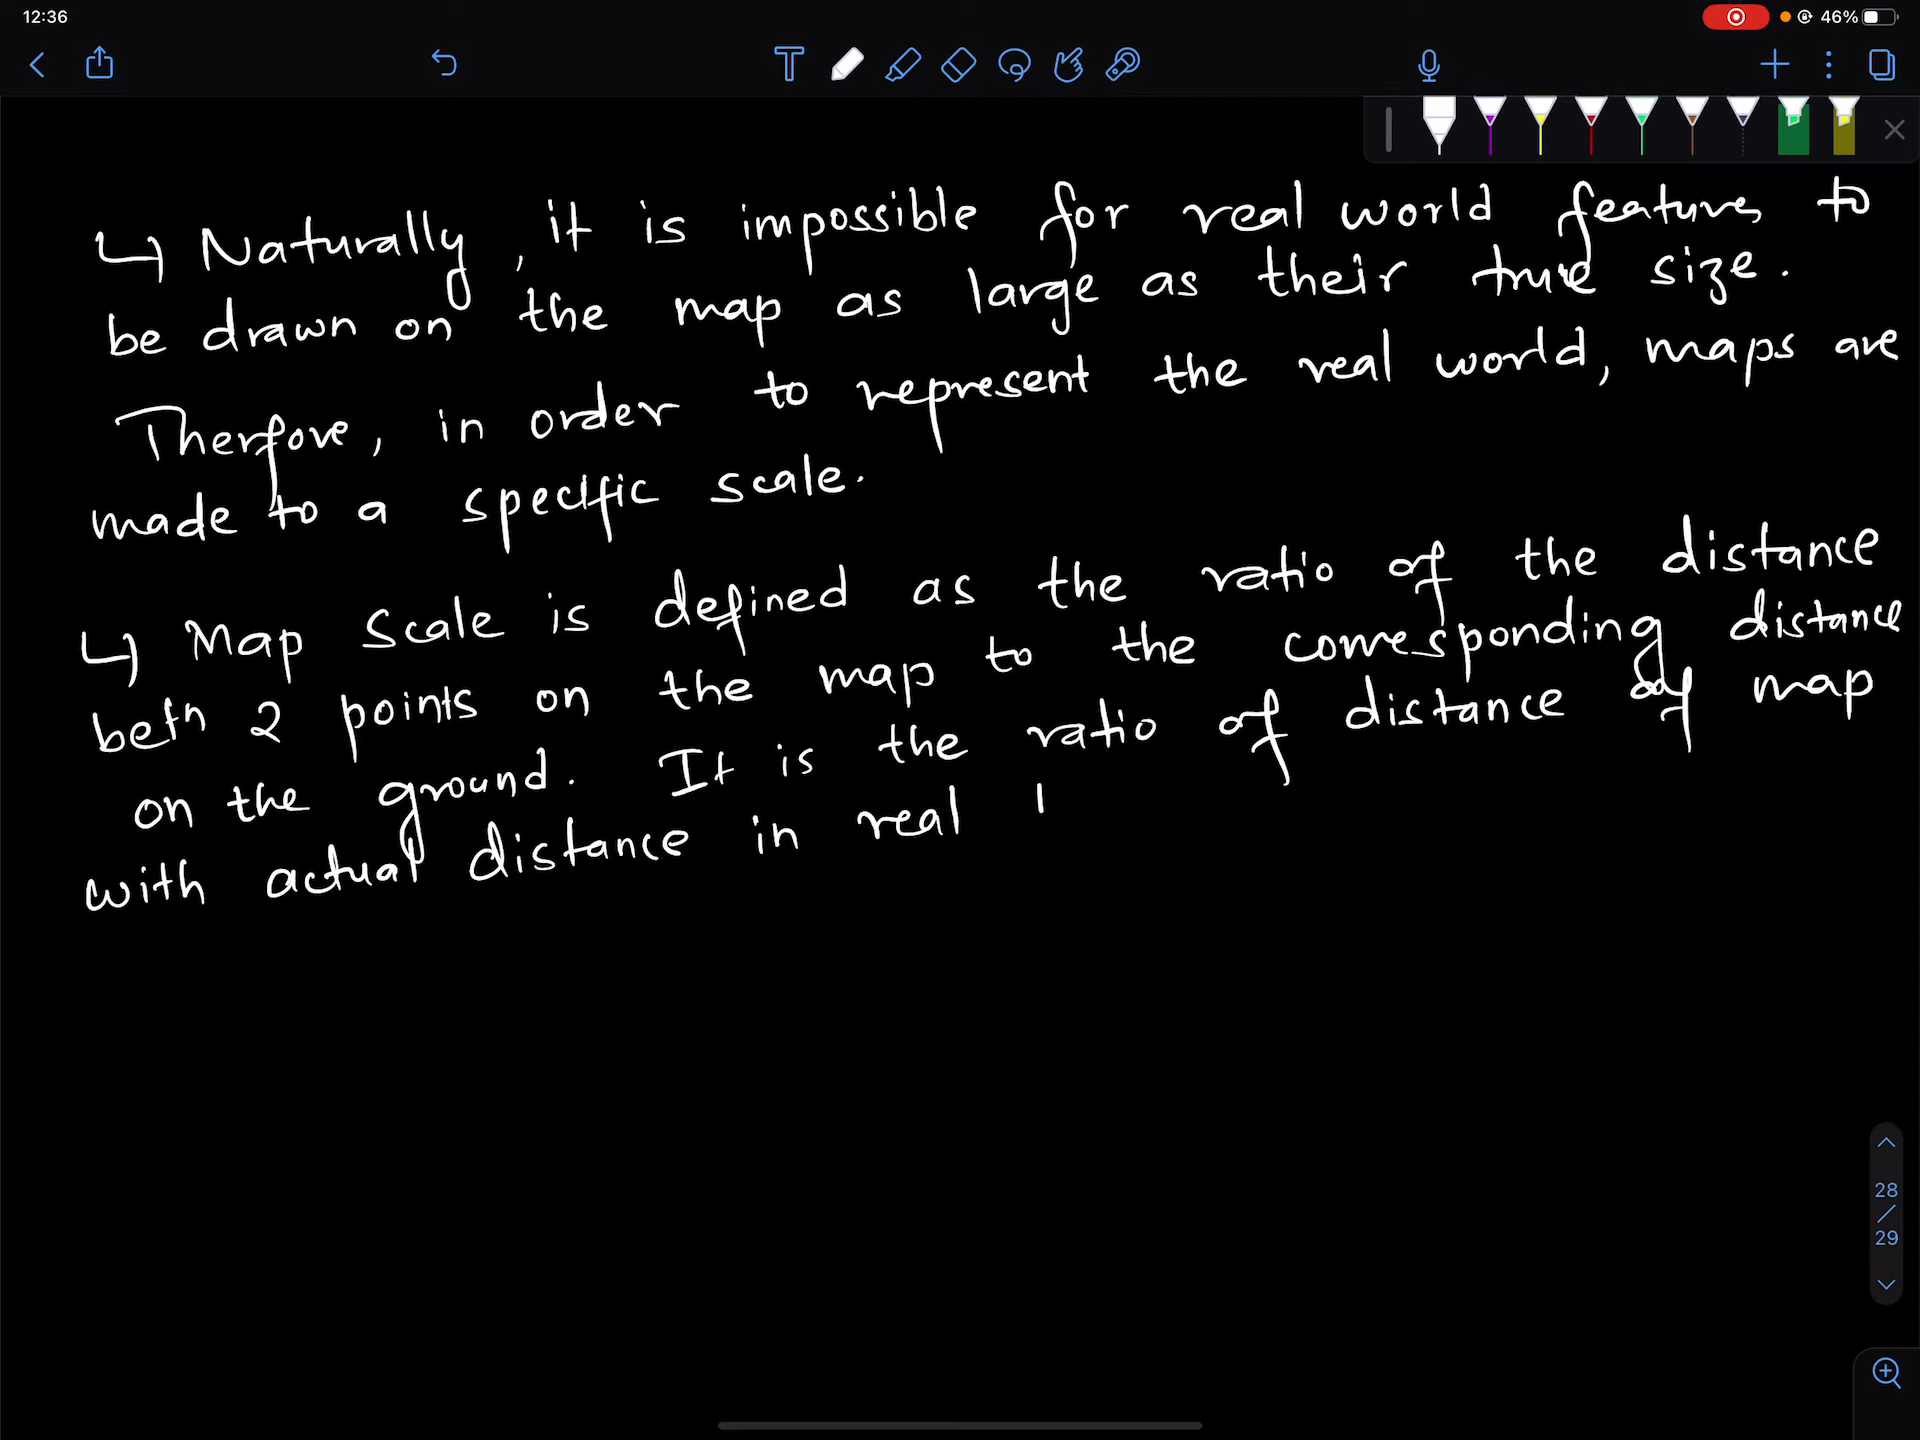 12:36
46%
↳ Naturally, it is impossible for real world features to
be drawn on the map as large as their true size.
Therfore, in order to represent the real world, maps are
made to a specific scale.
↳ Map Scale is defined as the ratio of the distance
betn 2 points on the map to the corresponding distance
on the ground. It is the ratio of distance of map
with actual distance in real
28
/
29